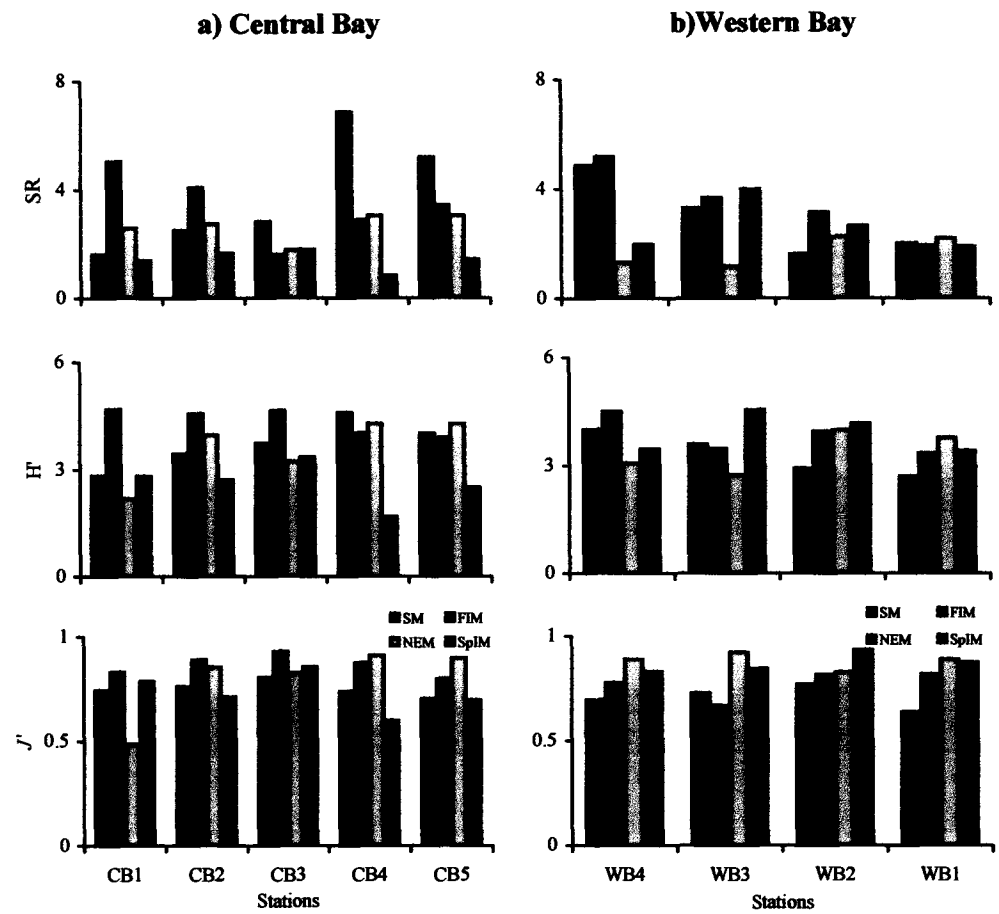 a) Central Bay
b)Western Bay
8
4
0
SR
8
4
0
6
3
0
H'
6
3
0
SM FIM
NEM SpIM
1
0.5
0
J'
CB1 CB2 CB3 CB4 CB5
Stations
SM FIM
NEM SpIM
1
0.5
0
WB4 WB3 WB2 WB1
Stations